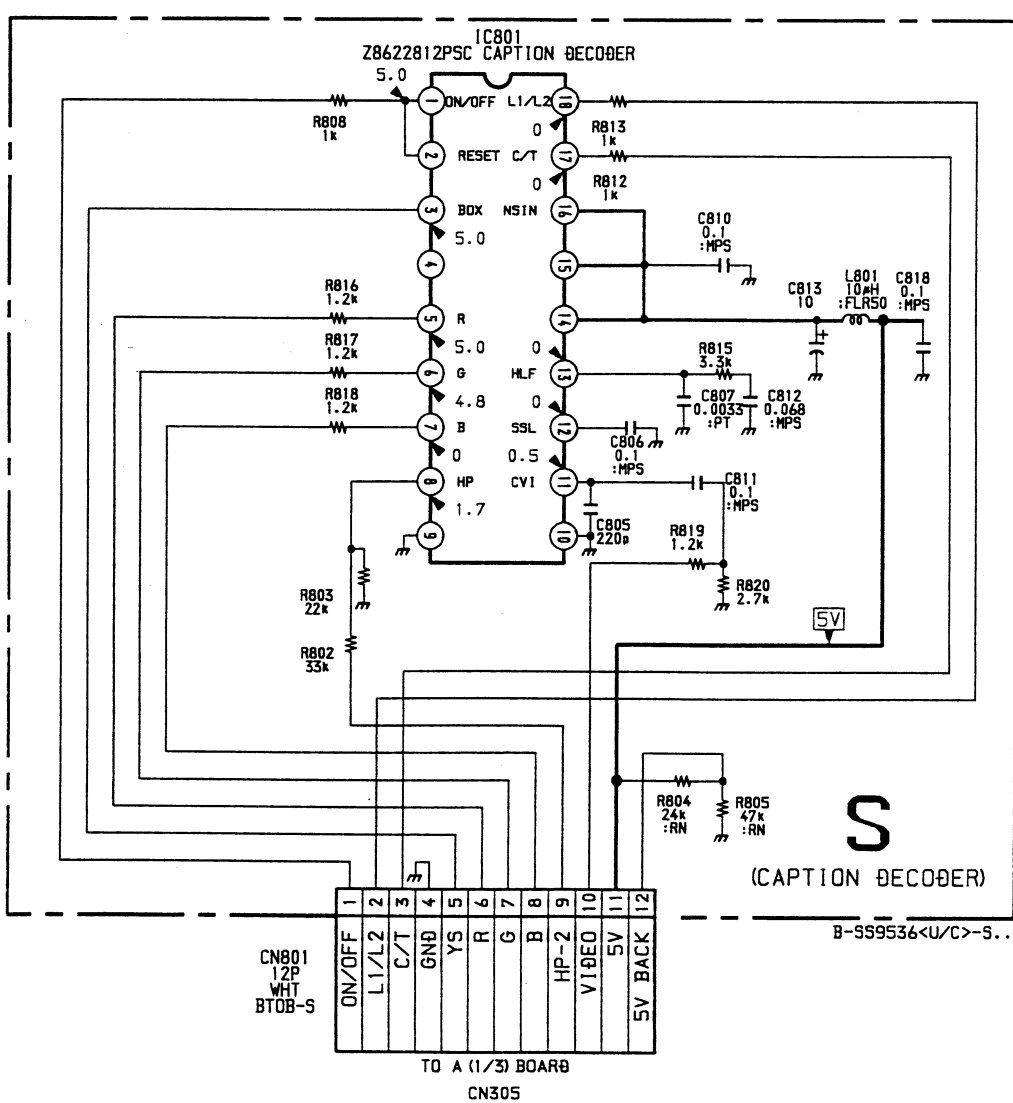 IC801
Z8622812PSC CAPTION DECODER
5.0
1 ON/OFF L1/L2 18
R808
1k
0
R813
1k
2 RESET C/T 17
0
R812
1k
3 BOX NSIN 16
5.0
C810
0.1
:MPS
4 15
C813
10
L801
10μH
:FLR50
C818
0.1
:MPS
R816
1.2k
5 R 14
5.0
0
R817
1.2k
6 G HLF 13
4.8
0
R815
3.3k
C807
0.0033
:PT
C812
0.068
:MPS
R818
1.2k
7 B SSL 12
0
0.5
C806
0.1
:MPS
8 HP CVI 11
1.7
C811
0.1
:MPS
9 10
C805
220p
R819
1.2k
R820
2.7k
R803
22k
R802
33k
5V
R804
24k
:RN
R805
47k
:RN
S
(CAPTION DECODER)
B-SS9536<U/C>-S..
CN801
12P
WHT
BTOB-S
1 2 3 4 5 6 7 8 9 10 11 12
ON/OFF
L1/L2
C/T
GND
YS
R
G
B
HP-2
VIDEO
5V
5V BACK
TO A (1/3) BOARD
CN305